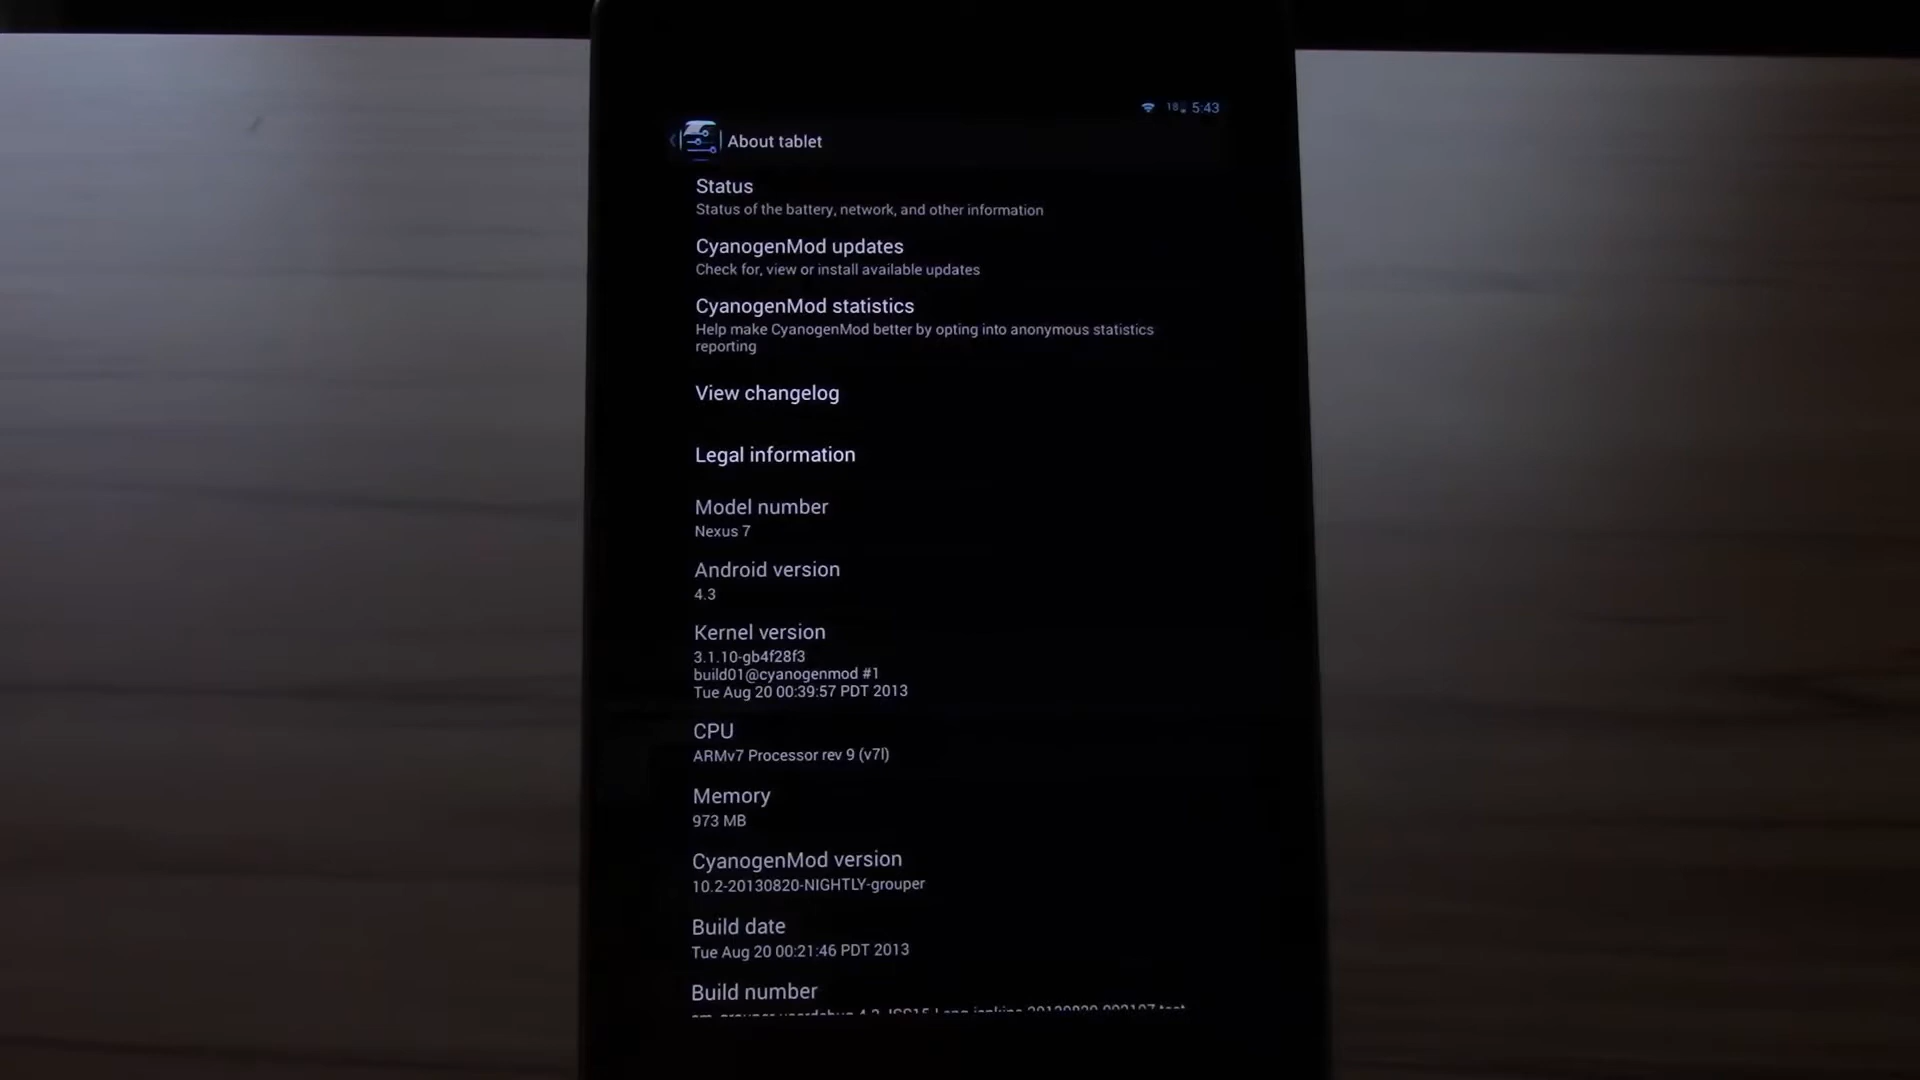 18 5:43
About tablet
Status
Status of the battery, network, and other information
CyanogenMod updates
Check for, view or install available updates
CyanogenMod statistics
Help make CyanogenMod better by opting into anonymous statistics
reporting
View changelog
Legal information
Model number
Nexus 7
Android version
4.3
Kernel version
3.1.10-gb4f28f3
build01@cyanogenmod #1
Tue Aug 20 00:39:57 PDT 2013
CPU
ARMv7 Processor rev 9 (v7l)
Memory
973 MB
CyanogenMod version
10.2-20130820-NIGHTLY-grouper
Build date
Tue Aug 20 00:21:46 PDT 2013
Build number